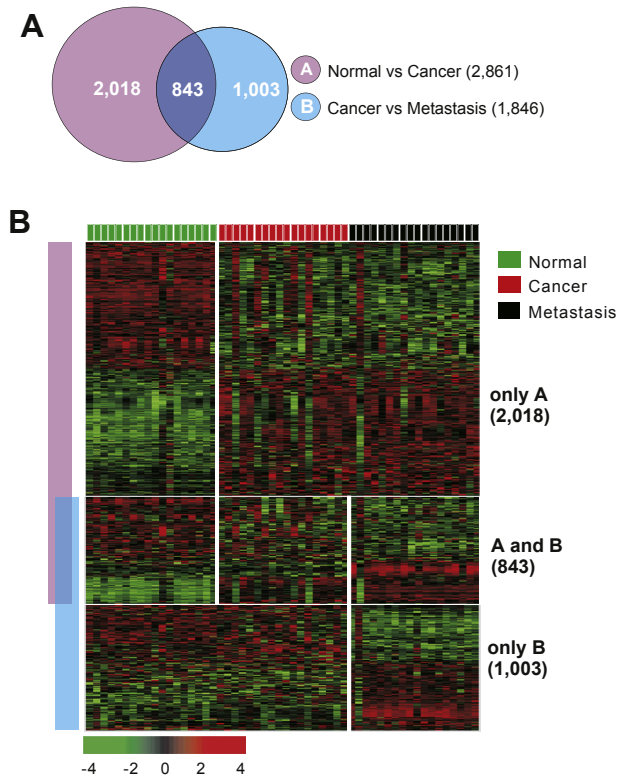 A
2,018
843
1,003
A Normal vs Cancer (2,861)
B Cancer vs Metastasis (1,846)
B
Normal
Cancer
Metastasis
only A
(2,018)
A and B
(843)
only B
(1,003)
-4 -2 0 2 4